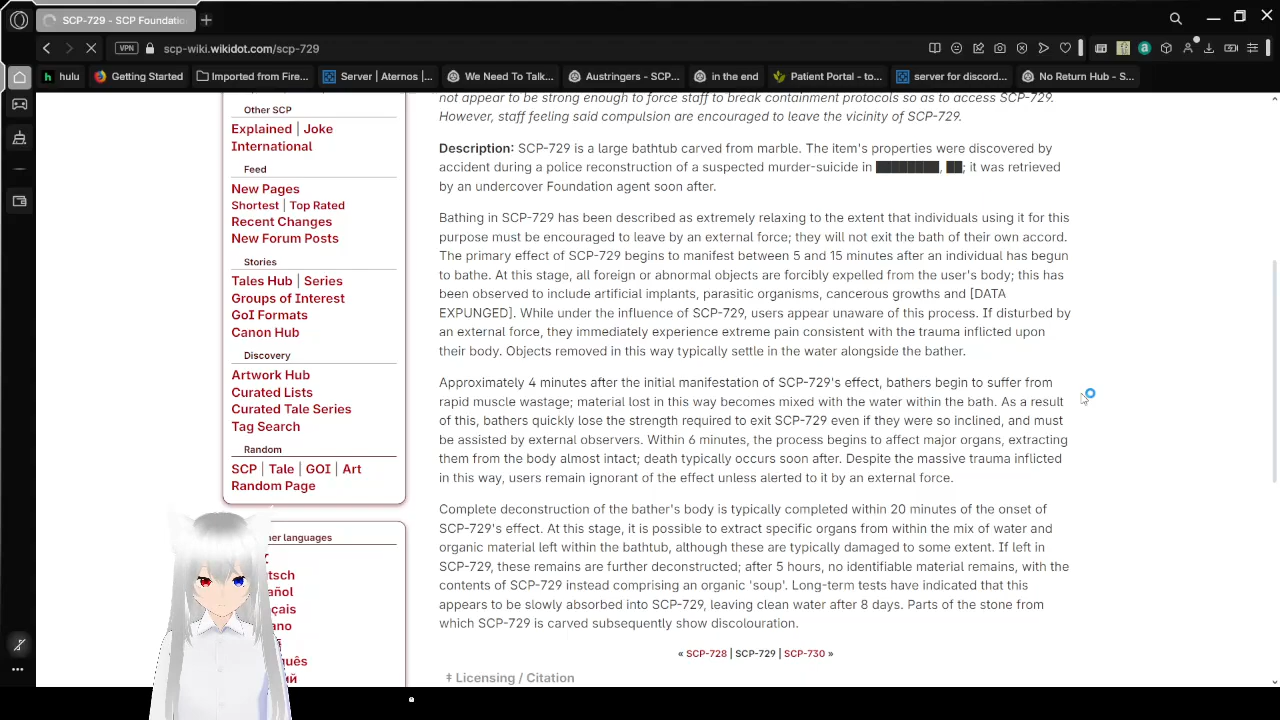 SCP-729 - SCP Foundatio
VPN scp-wiki.wikidot.com/scp-729
hulu Getting Started Imported from Fire... Server | Aternos |... We Need To Talk... Austringers - SCP... in the end Patient Portal - to... server for discord... No Return Hub - S...
Other SCP
Explained | Joke
International
Feed
New Pages
Shortest | Top Rated
Recent Changes
New Forum Posts
Stories
Tales Hub | Series
Groups of Interest
GoI Formats
Canon Hub
Discovery
Artwork Hub
Curated Lists
Curated Tale Series
Tag Search
Random
SCP | Tale | GOI | Art
Random Page
her languages
utsch
añol
çais
ano
uês
ий
not appear to be strong enough to force staff to break containment protocols so as to access SCP-729.
However, staff feeling said compulsion are encouraged to leave the vicinity of SCP-729.
Description: SCP-729 is a large bathtub carved from marble. The item's properties were discovered by
accident during a police reconstruction of a suspected murder-suicide in ████████, ██; it was retrieved
by an undercover Foundation agent soon after.
Bathing in SCP-729 has been described as extremely relaxing to the extent that individuals using it for this
purpose must be encouraged to leave by an external force; they will not exit the bath of their own accord.
The primary effect of SCP-729 begins to manifest between 5 and 15 minutes after an individual has begun
to bathe. At this stage, all foreign or abnormal objects are forcibly expelled from the user's body; this has
been observed to include artificial implants, parasitic organisms, cancerous growths and [DATA
EXPUNGED]. While under the influence of SCP-729, users appear unaware of this process. If disturbed by
an external force, they immediately experience extreme pain consistent with the trauma inflicted upon
their body. Objects removed in this way typically settle in the water alongside the bather.
Approximately 4 minutes after the initial manifestation of SCP-729's effect, bathers begin to suffer from
rapid muscle wastage; material lost in this way becomes mixed with the water within the bath. As a result
of this, bathers quickly lose the strength required to exit SCP-729 even if they were so inclined, and must
be assisted by external observers. Within 6 minutes, the process begins to affect major organs, extracting
them from the body almost intact; death typically occurs soon after. Despite the massive trauma inflicted
in this way, users remain ignorant of the effect unless alerted to it by an external force.
Complete deconstruction of the bather's body is typically completed within 20 minutes of the onset of
SCP-729's effect. At this stage, it is possible to extract specific organs from within the mix of water and
organic material left within the bathtub, although these are typically damaged to some extent. If left in
SCP-729, these remains are further deconstructed; after 5 hours, no identifiable material remains, with the
contents of SCP-729 instead comprising an organic 'soup'. Long-term tests have indicated that this
appears to be slowly absorbed into SCP-729, leaving clean water after 8 days. Parts of the stone from
which SCP-729 is carved subsequently show discolouration.
« SCP-728 | SCP-729 | SCP-730 »
‡ Licensing / Citation